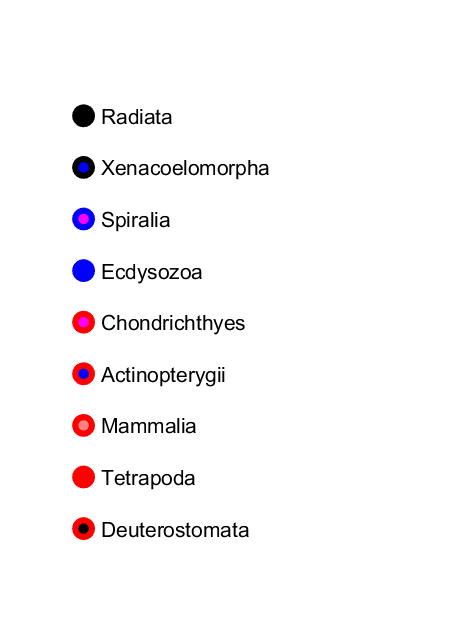 Radiata
Xenacoelomorpha
Spiralia
Ecdysozoa
Chondrichthyes
Actinopterygii
Mammalia
Tetrapoda
Deuterostomata